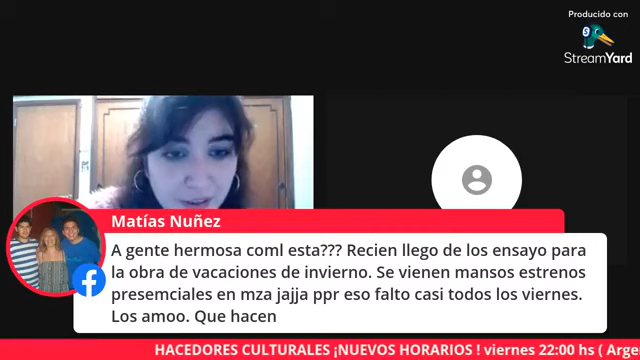 Producido con
StreamYard
Matías Nuñez
A gente hermosa coml esta??? Recien llego de los ensayo para
la obra de vacaciones de invierno. Se vienen mansos estrenos
presemciales en mza jajja ppr eso falto casi todos los viernes.
Los amoo. Que hacen
HACEDORES CULTURALES ¡NUEVOS HORARIOS ! viernes 22:00 hs ( Arge